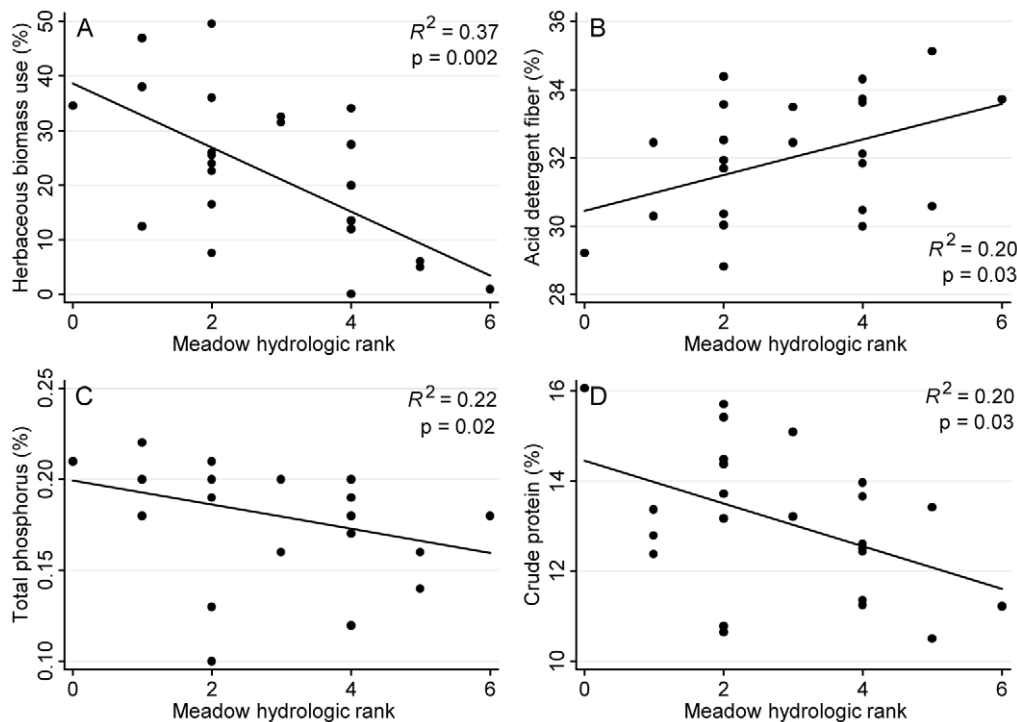 A
R² = 0.37
p = 0.002
Herbaceous biomass use (%)
50
40
30
20
10
0
0 2 4 6
Meadow hydrologic rank
B
Acid detergent fiber (%)
36
34
32
30
28
R² = 0.20
p = 0.03
0 2 4 6
Meadow hydrologic rank
C
R² = 0.22
p = 0.02
Total phosphorus (%)
0.25
0.20
0.15
0.10
0 2 4 6
Meadow hydrologic rank
D
R² = 0.20
p = 0.03
Crude protein (%)
16
14
12
10
0 2 4 6
Meadow hydrologic rank